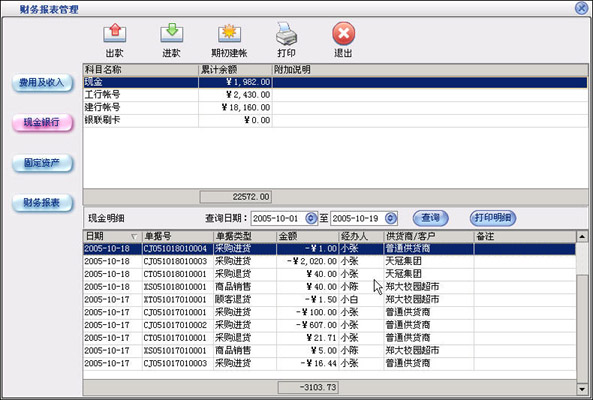 财务报表管理
出款 进款 期初建帐 打印 退出
费用及收入
现金银行
固定资产
财务报表
科目名称 累计余额 附加说明
现金 ￥1,982.00
工行帐号 ￥2,430.00
建行帐号 ￥18,160.00
银联刷卡 ￥0.00
22572.00
现金明细 查询日期: 2005-10-01 至 2005-10-19 查询 打印明细
日期 单据号 单据类型 金额 经办人 供货商/客户 备注
2005-10-18 CJ051018010004 采购进货 -￥1.00 小张 普通供货商
2005-10-18 CJ051018010003 采购进货 -￥2,020.00 小张 天冠集团
2005-10-18 CT051018010001 采购退货 ￥40.00 小张 天冠集团
2005-10-18 XS051018010001 商品销售 ￥40.00 小陈 郑大校园超市
2005-10-17 XT051017010001 顾客退货 -￥1.50 小白 郑大校园超市
2005-10-17 CJ051017010001 采购进货 -￥100.00 小张 普通供货商
2005-10-17 CJ051017010002 采购进货 -￥607.00 小张 普通供货商
2005-10-17 CT051017010001 采购退货 ￥21.71 小张 普通供货商
2005-10-17 XS051017010001 商品销售 ￥5.00 小陈 郑大校园超市
2005-10-17 CJ051017010003 采购进货 -￥16.44 小张 普通供货商
-3103.73